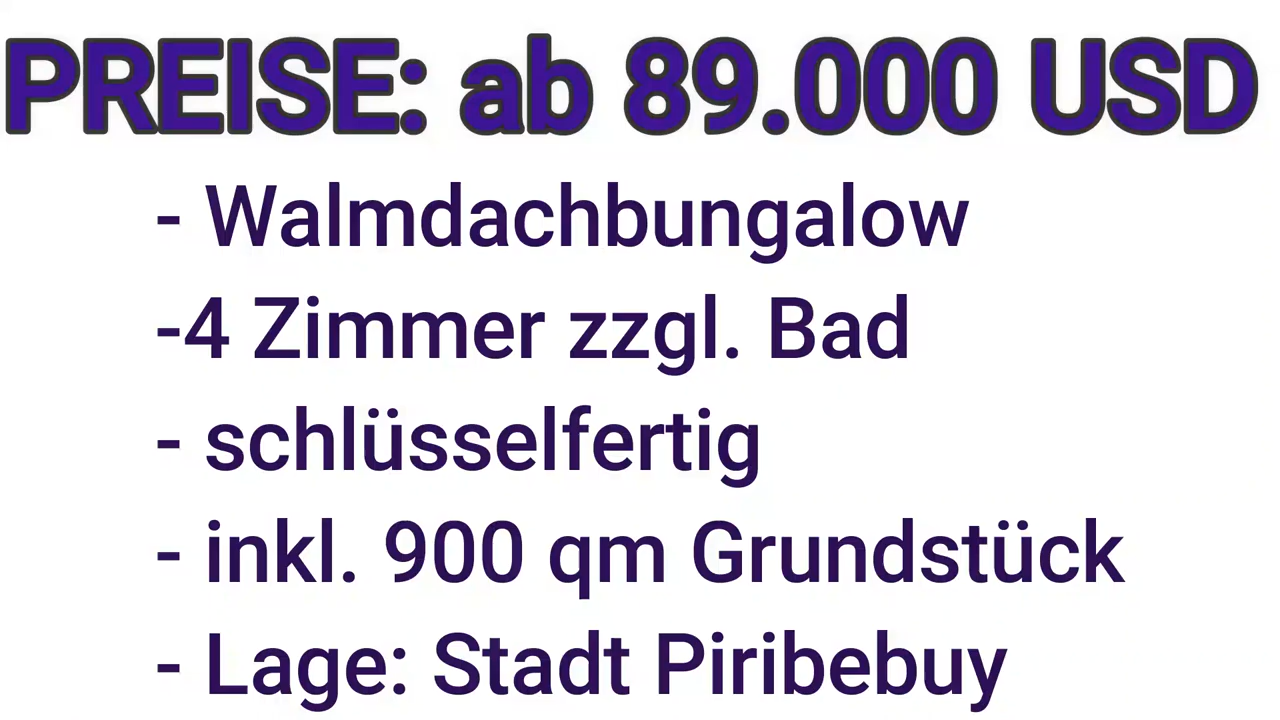 PREISE: ab 89.000 USD
- Walmdachbungalow
-4 Zimmer zzgl. Bad
- schlüsselfertig
- inkl. 900 qm Grundstück
- Lage: Stadt Piribebuy